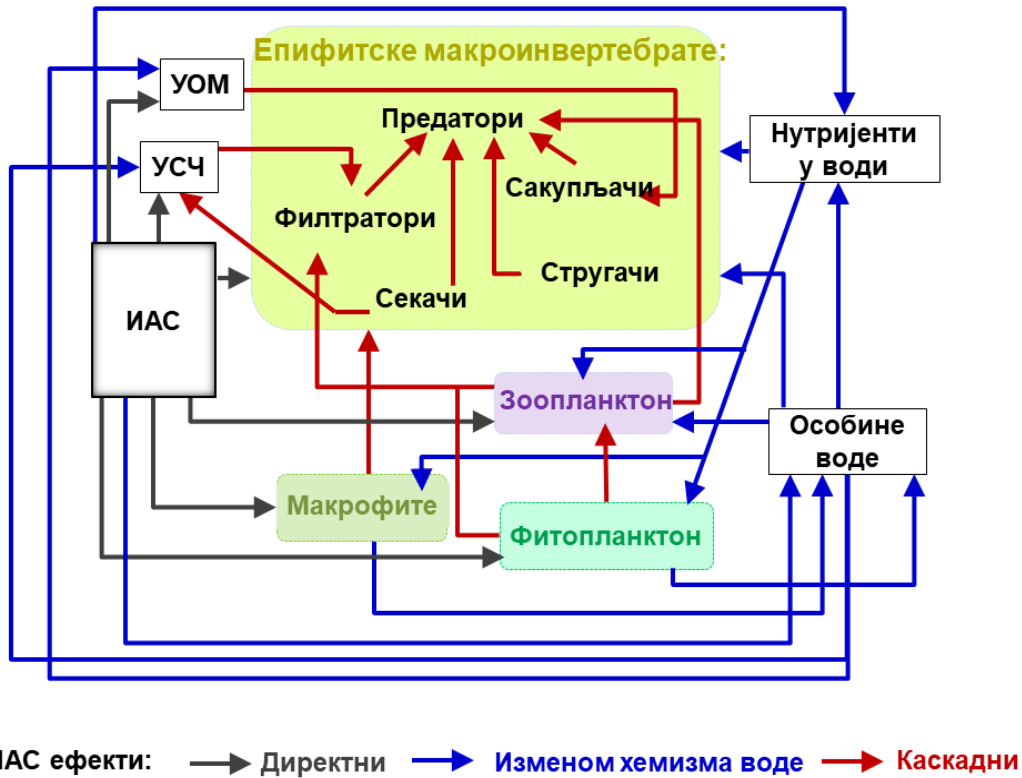 Епифитске макроинвертебрате:
УОМ
Предатори
Нутријенти
у води
УСЧ
Сакупљачи
Филтратори
Стругачи
Секачи
ИАС
Зоопланктон
Особине
воде
Макрофите
Фитопланктон
ИАС ефекти:
Директни
Изменом хемизма воде
Каскадни